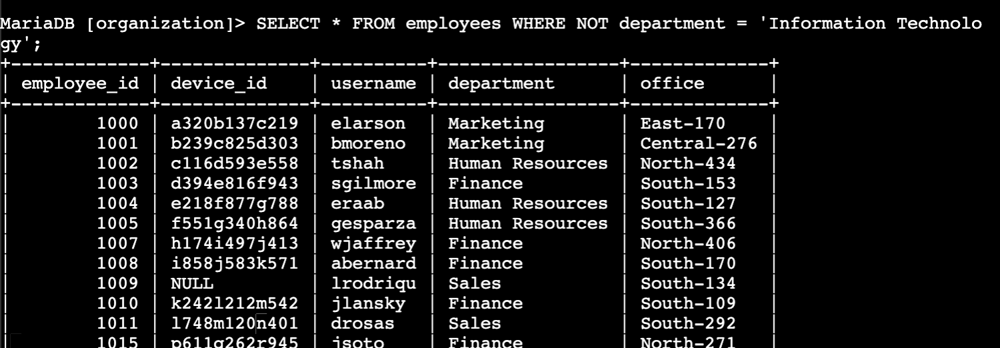 MariaDB [organization]> SELECT * FROM employees WHERE NOT department = 'Information Technolo
gy';
+-------------+--------------+----------+-----------------+-------------+
| employee_id | device_id    | username | department      | office      |
+-------------+--------------+----------+-----------------+-------------+
|        1000 | a320b137c219 | elarson  | Marketing       | East-170    |
|        1001 | b239c825d303 | bmoreno  | Marketing       | Central-276 |
|        1002 | c116d593e558 | tshah    | Human Resources | North-434   |
|        1003 | d394e816f943 | sgilmore | Finance         | South-153   |
|        1004 | e218f877g788 | eraab    | Human Resources | South-127   |
|        1005 | f551g340h864 | gesparza | Human Resources | South-366   |
|        1007 | h174i497j413 | wjaffrey | Finance         | North-406   |
|        1008 | i858j583k571 | abernard | Finance         | South-170   |
|        1009 | NULL         | lrodriqu | Sales           | South-134   |
|        1010 | k242l212m542 | jlansky  | Finance         | South-109   |
|        1011 | l748m120n401 | drosas   | Sales           | South-292   |
|        1015 | p611q262r945 | jsoto    | Finance         | North-271   |